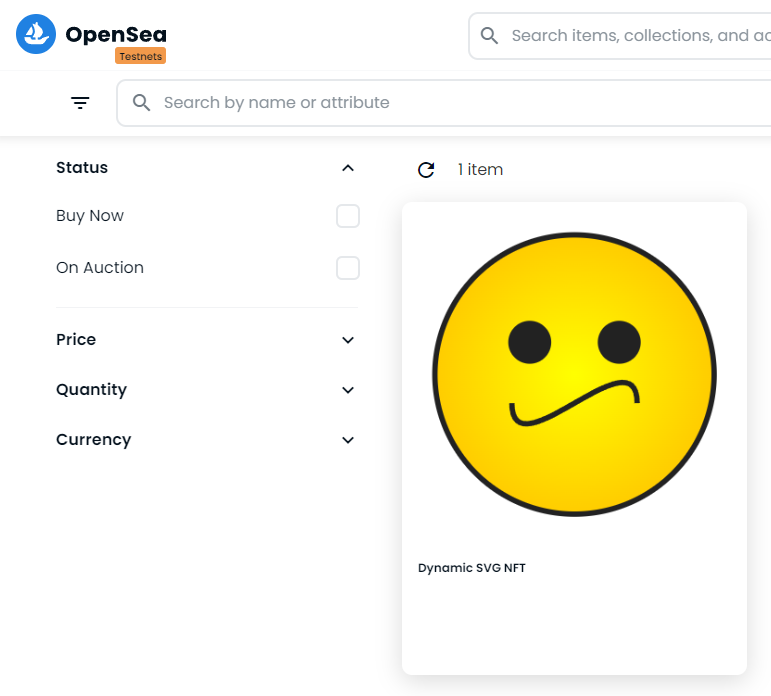 OpenSea
Testnets
Search items, collections, and ac
Search by name or attribute
Status
1 item
Buy Now
On Auction
Price
Quantity
Currency
Dynamic SVG NFT